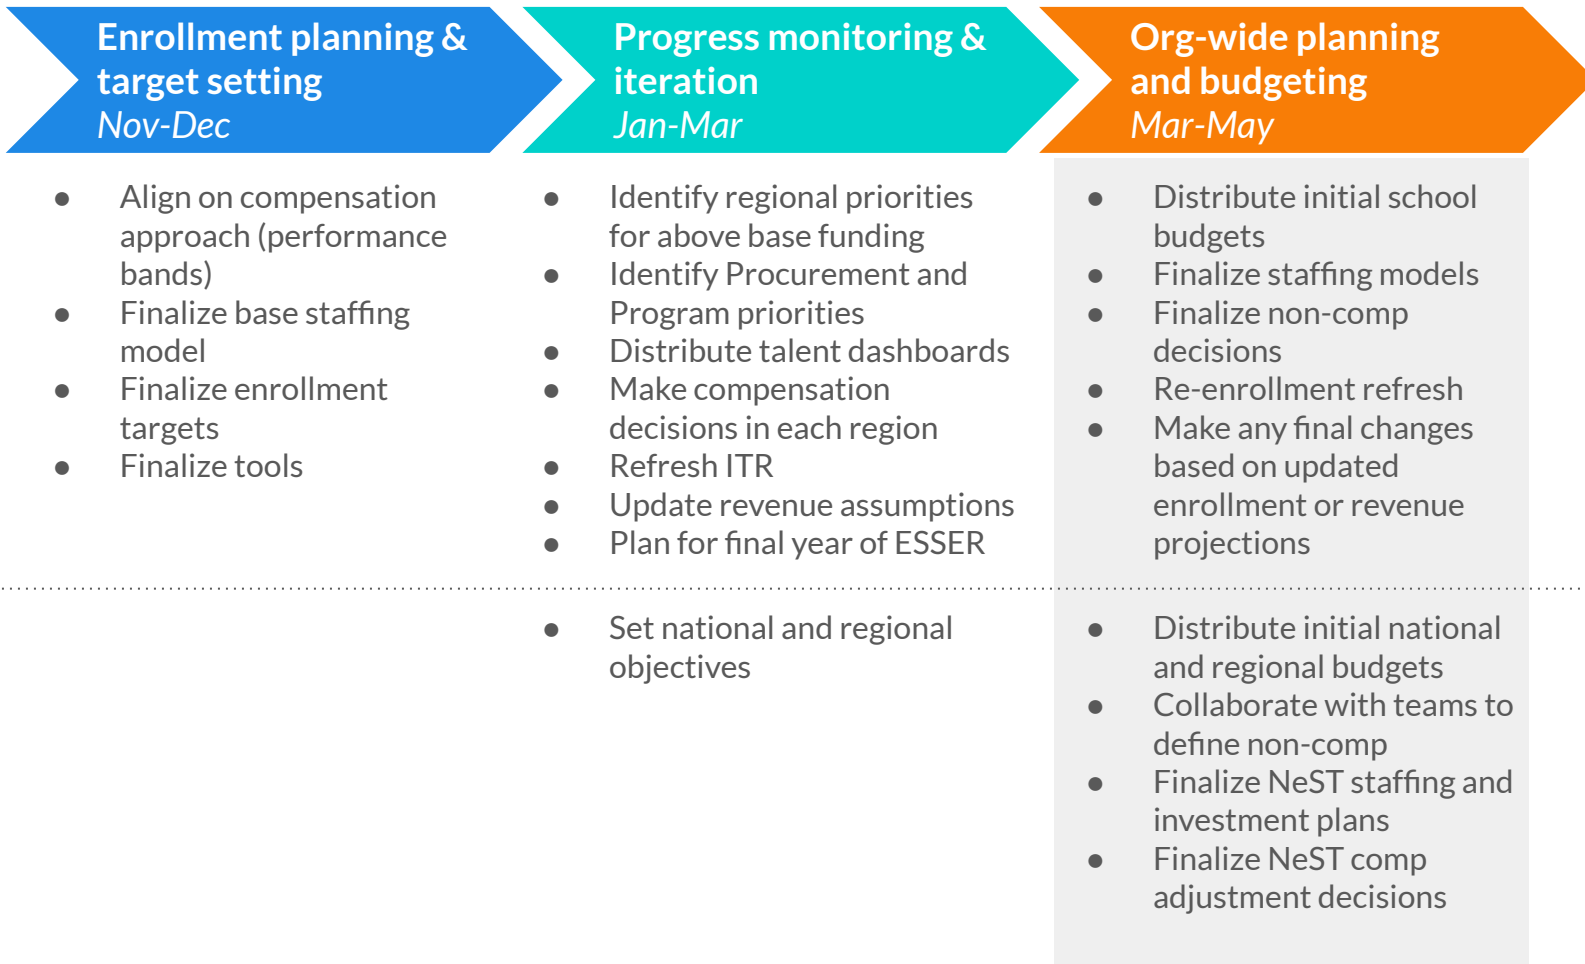 Enrollment planning &
target setting
Nov-Dec
Progress monitoring &
iteration
Jan-Mar
Org-wide planning
and budgeting
Mar-May
● Align on compensation
approach (performance
bands)
● Finalize base staffing
model
● Finalize enrollment
targets
● Finalize tools
● Identify regional priorities
for above base funding
● Identify Procurement and
Program priorities
● Distribute talent dashboards
● Make compensation
decisions in each region
● Refresh ITR
● Update revenue assumptions
● Plan for final year of ESSER
● Distribute initial school
budgets
● Finalize staffing models
● Finalize non-comp
decisions
● Re-enrollment refresh
● Make any final changes
based on updated
enrollment or revenue
projections
● Set national and regional
objectives
● Distribute initial national
and regional budgets
● Collaborate with teams to
define non-comp
● Finalize NeST staffing and
investment plans
● Finalize NeST comp
adjustment decisions